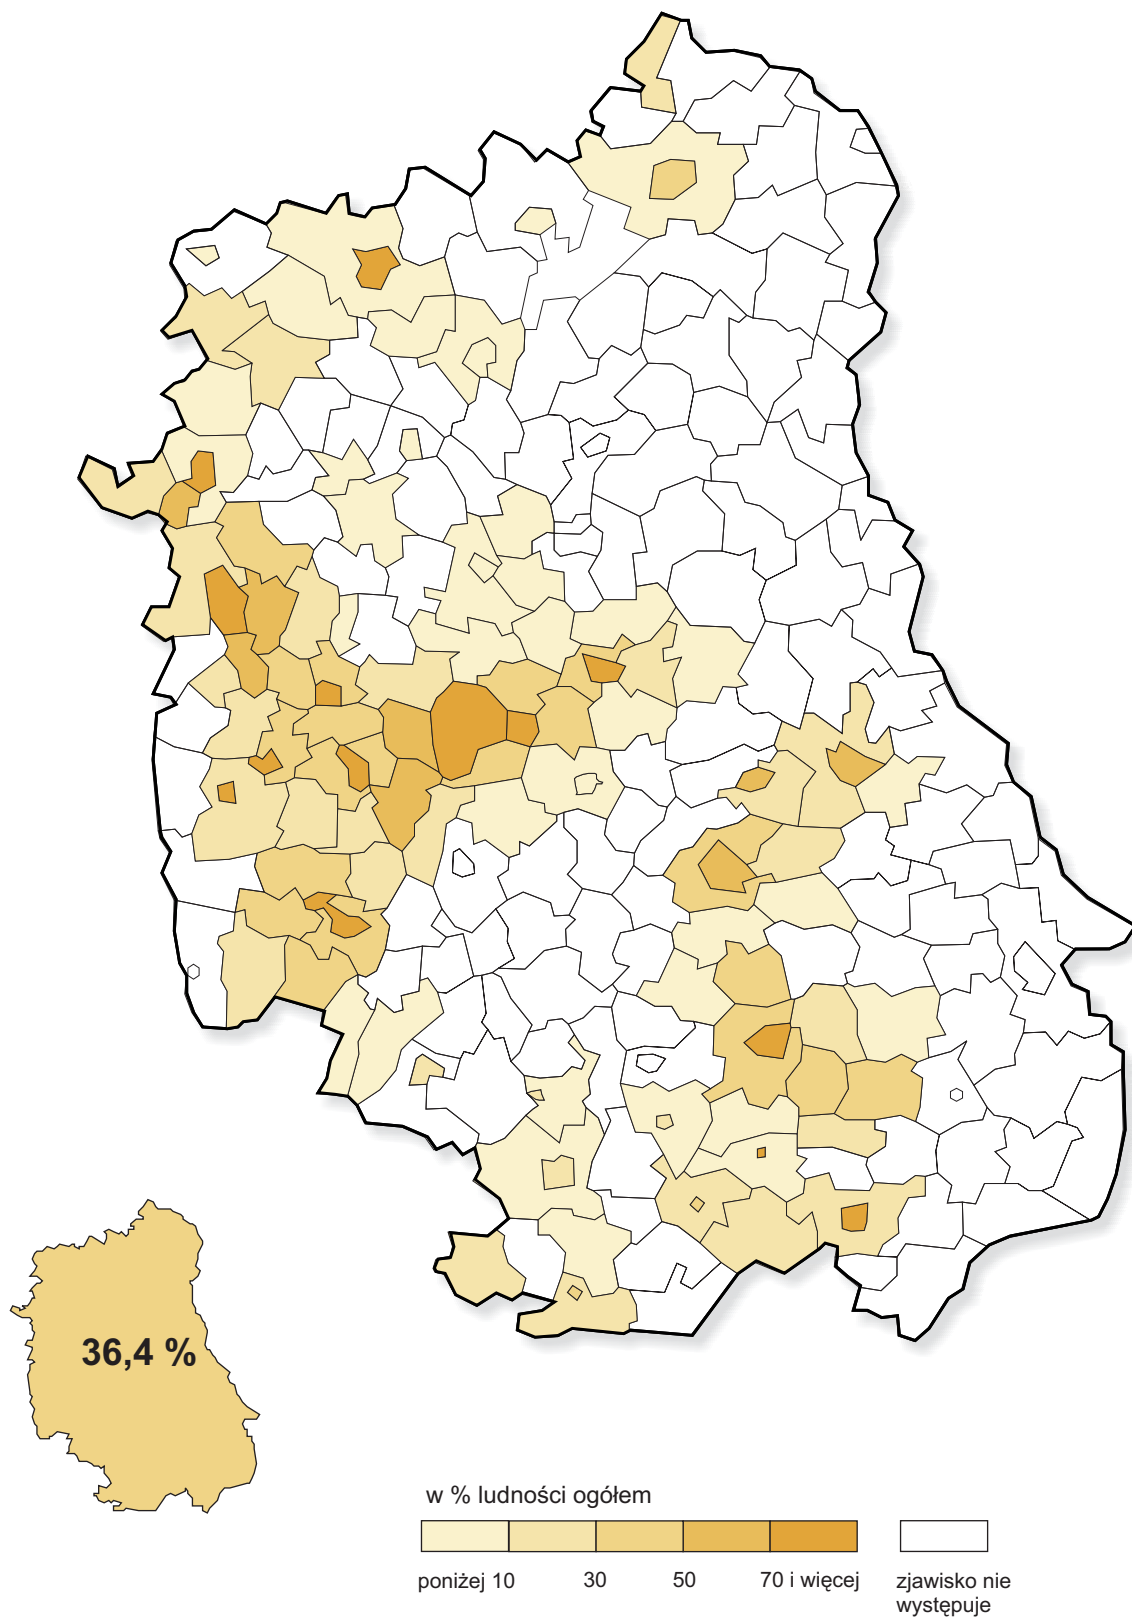 36,4 %
w % ludności ogółem
poniżej 10 30 50 70 i więcej
zjawisko nie
występuje